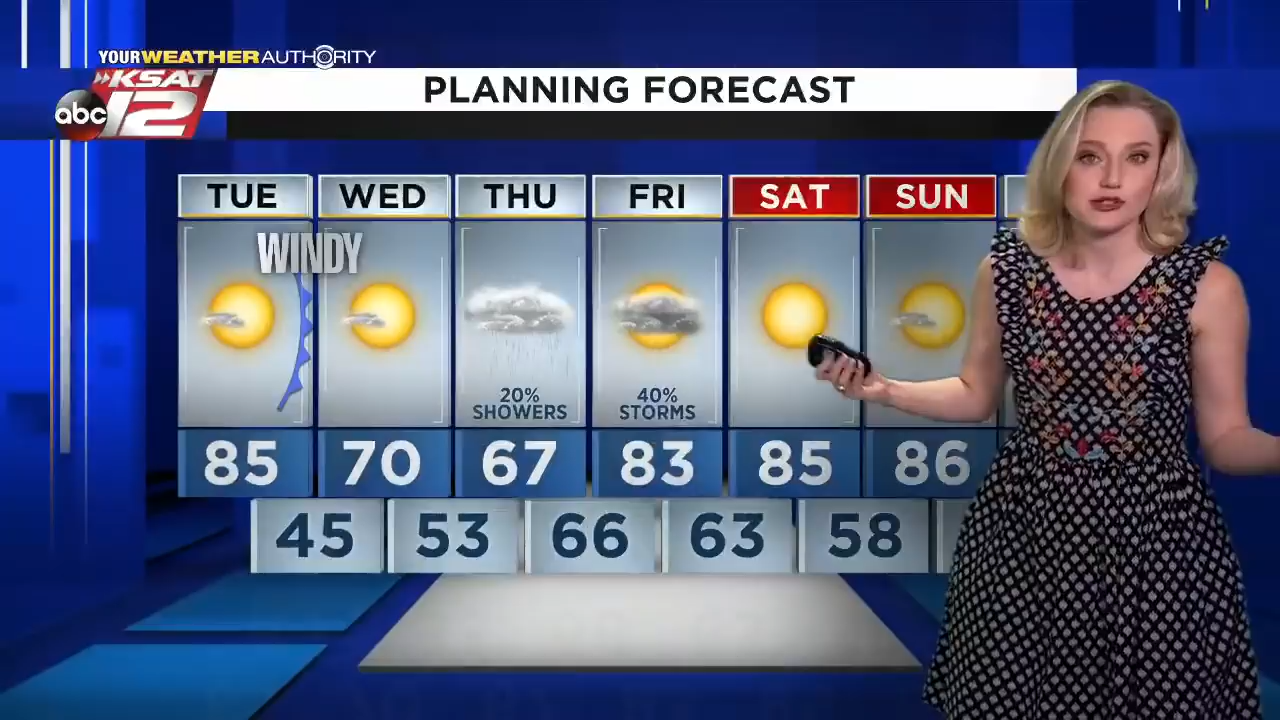 YOURWEATHERAUTHORITY
KSAT
abc 12
PLANNING FORECAST
TUE WED THU FRI SAT SUN
WINDY
20% 40%
SHOWERS STORMS
85 70 67 83 85 86
45 53 66 63 58